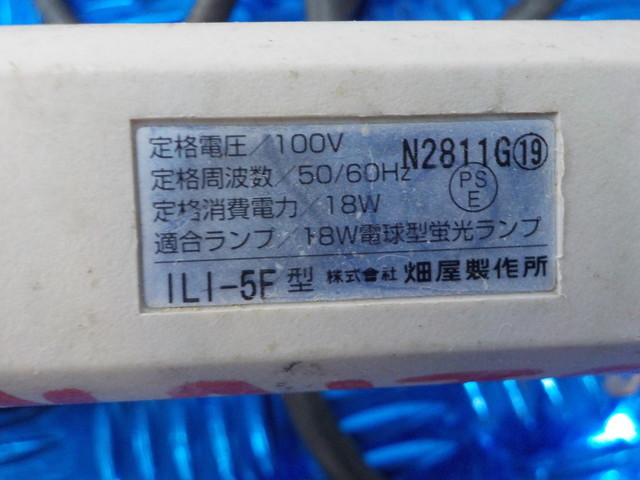 定格電圧/100V
N2811G⑲
定格周波数/50/60Hz
PS
E
定格消費電力/18W
適合ランプ/18W電球型蛍光ランプ
ILI-5F型 株式會社 畑屋製作所